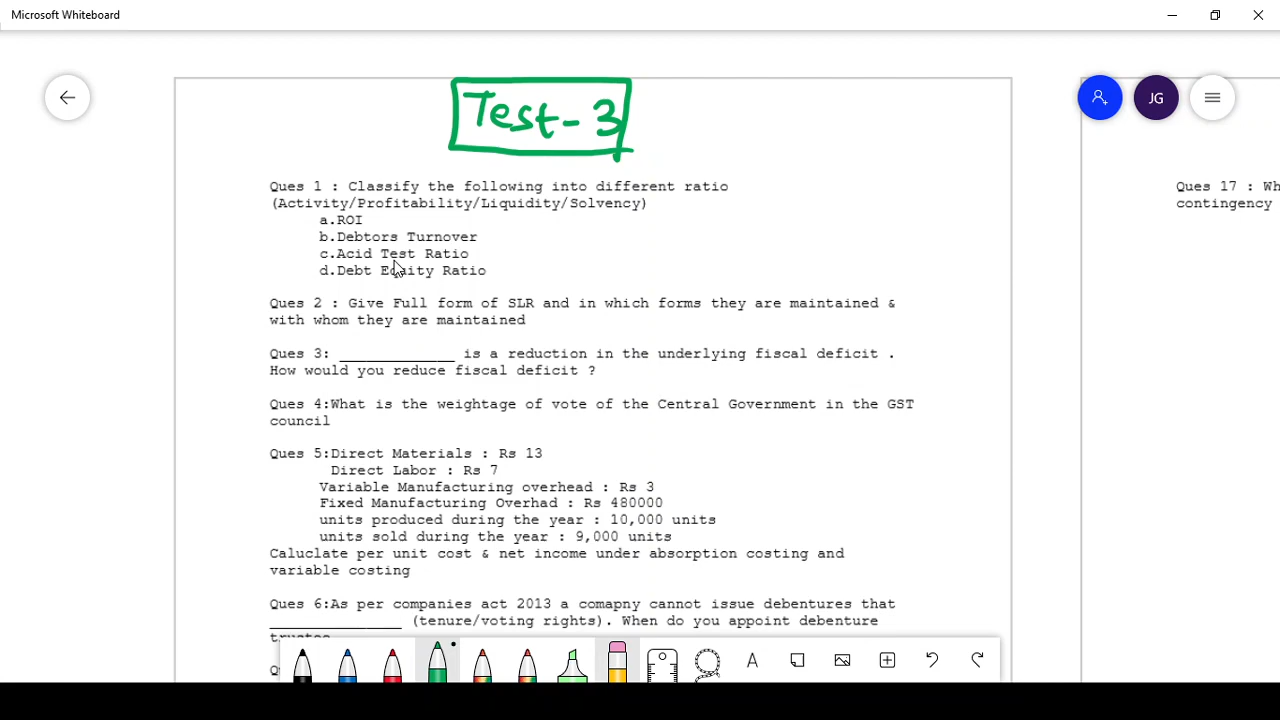 Microsoft Whiteboard
Test-3
JG
Ques 1 : Classify the following into different ratio
(Activity/Profitability/Liquidity/Solvency)
a.ROI
b.Debtors Turnover
c.Acid Test Ratio
d.Debt Equity Ratio
Ques 2 : Give Full form of SLR and in which forms they are maintained &
with whom they are maintained
Ques 3: _____________ is a reduction in the underlying fiscal deficit .
How would you reduce fiscal deficit ?
Ques 4:What is the weightage of vote of the Central Government in the GST
council
Ques 5:Direct Materials : Rs 13
Direct Labor : Rs 7
Variable Manufacturing overhead : Rs 3
Fixed Manufacturing Overhad : Rs 480000
units produced during the year : 10,000 units
units sold during the year : 9,000 units
Caluclate per unit cost & net income under absorption costing and
variable costing
Ques 6:As per companies act 2013 a comapny cannot issue debentures that
_______________ (tenure/voting rights). When do you appoint debenture
Ques 17 : Wh
contingency